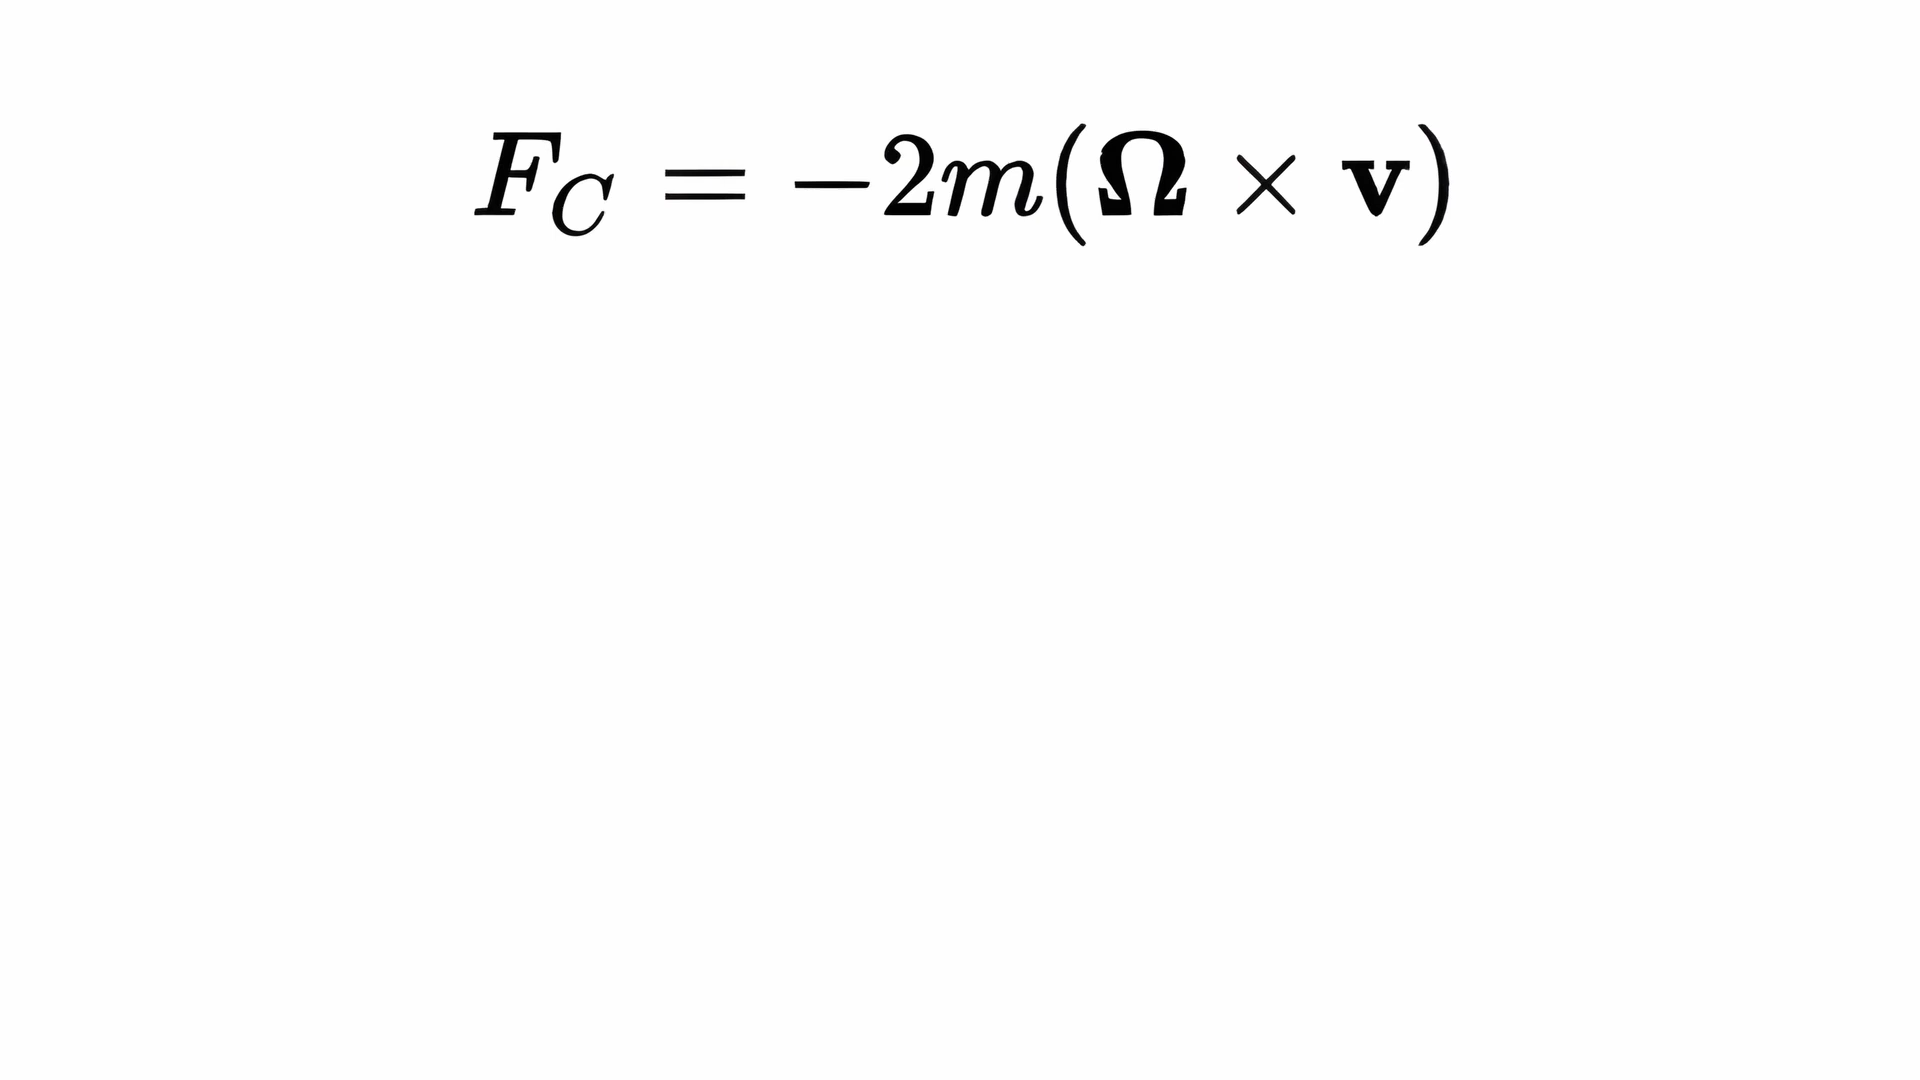 F_C = −2m(Ω × v)